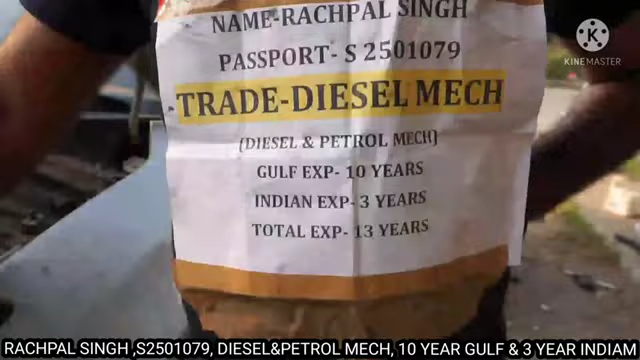 NAME-RACHPAL SINGH
PASSPORT- S 2501079
TRADE-DIESEL MECH
(DIESEL & PETROL MECH)
GULF EXP- 10 YEARS
INDIAN EXP- 3 YEARS
TOTAL EXP- 13 YEARS
K
KINEMASTER
RACHPAL SINGH ,S2501079, DIESEL&PETROL MECH, 10 YEAR GULF & 3 YEAR INDIAM